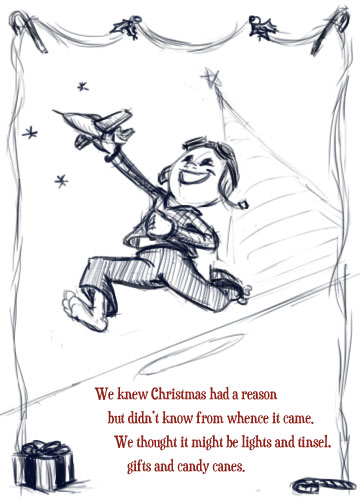 We knew Christmas had a reason
but didn't know from whence it came.
We thought it might be lights and tinsel.
gifts and candy canes.